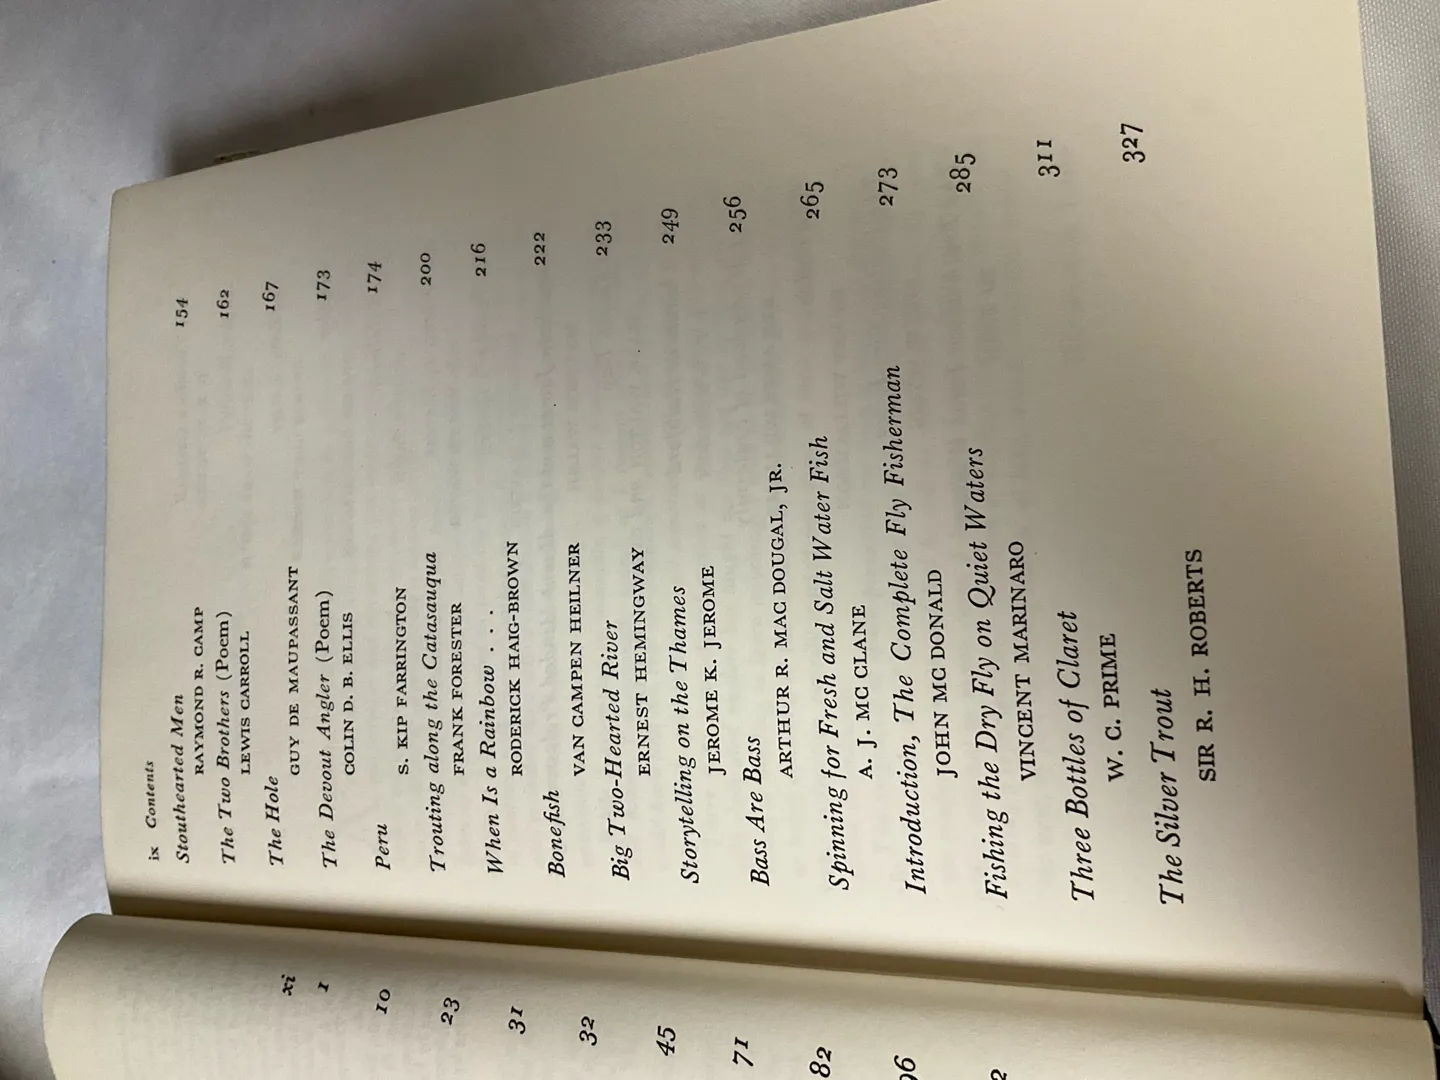 xi
1
10
23
31
32
45
71
82
96
2
ix Contents
Stouthearted Men 154
RAYMOND R. CAMP
The Two Brothers (Poem) 162
LEWIS CARROLL
The Hole 167
GUY DE MAUPASSANT
The Devout Angler (Poem) 173
COLIN D. B. ELLIS
Peru 174
S. KIP FARRINGTON
Trouting along the Catasauqua 200
FRANK FORESTER
When Is a Rainbow . . . 216
RODERICK HAIG-BROWN
Bonefish 222
VAN CAMPEN HEILNER
Big Two-Hearted River 233
ERNEST HEMINGWAY
Storytelling on the Thames 249
JEROME K. JEROME
Bass Are Bass 256
ARTHUR R. MAC DOUGAL, JR.
Spinning for Fresh and Salt Water Fish 265
A. J. MC CLANE
Introduction, The Complete Fly Fisherman 273
JOHN MC DONALD
Fishing the Dry Fly on Quiet Waters 285
VINCENT MARINARO
Three Bottles of Claret 311
W. C. PRIME
The Silver Trout 327
SIR R. H. ROBERTS